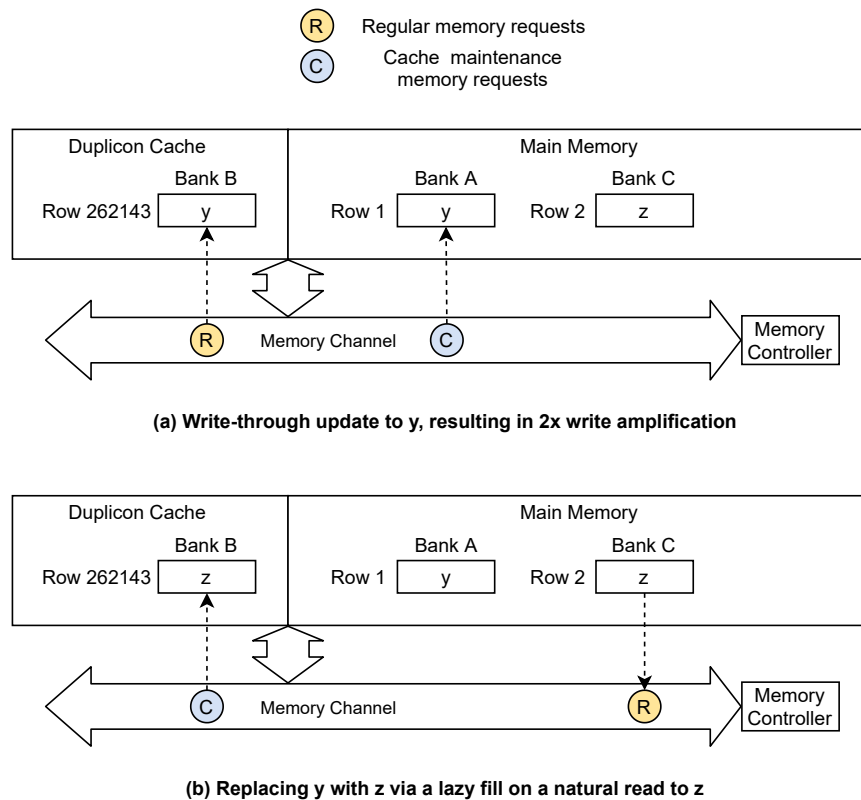 R Regular memory requests
C Cache maintenance
memory requests
Duplicon Cache
Main Memory
Bank B
Bank A
Bank C
Row 262143 y
Row 1 y
Row 2 z
R Memory Channel C
Memory
Controller
(a) Write-through update to y, resulting in 2x write amplification
Duplicon Cache
Main Memory
Bank B
Bank A
Bank C
Row 262143 z
Row 1 y
Row 2 z
C Memory Channel R
Memory
Controller
(b) Replacing y with z via a lazy fill on a natural read to z